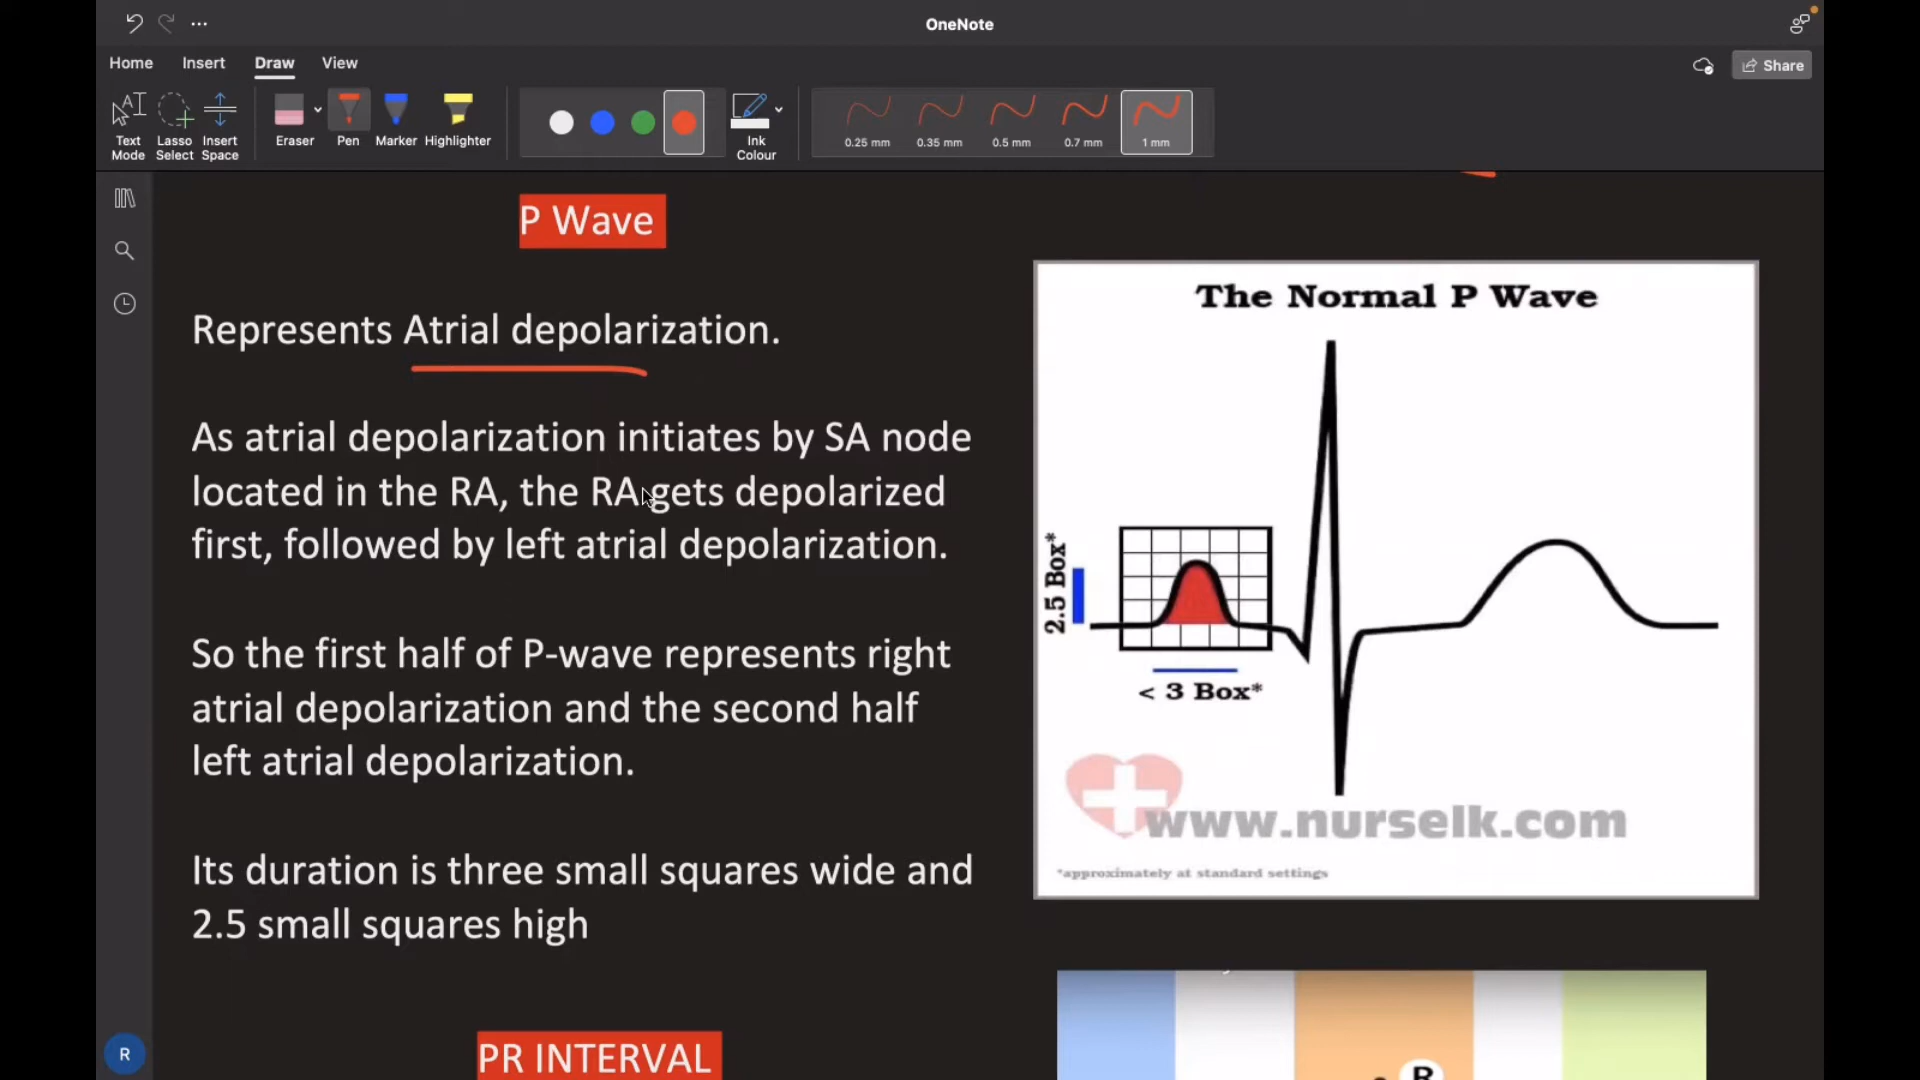 OneNote
Home Insert Draw View
Share
Text Mode
Lasso Select
Insert Space
Eraser
Pen
Marker
Highlighter
Ink Colour
0.25 mm
0.35 mm
0.5 mm
0.7 mm
1 mm
P Wave
Represents Atrial depolarization.
As atrial depolarization initiates by SA node
located in the RA, the RA gets depolarized
first, followed by left atrial depolarization.
So the first half of P-wave represents right
atrial depolarization and the second half
left atrial depolarization.
Its duration is three small squares wide and
2.5 small squares high
PR INTERVAL
The Normal P Wave
2.5 Box*
< 3 Box*
www.nurselk.com
*approximately at standard settings
R
R